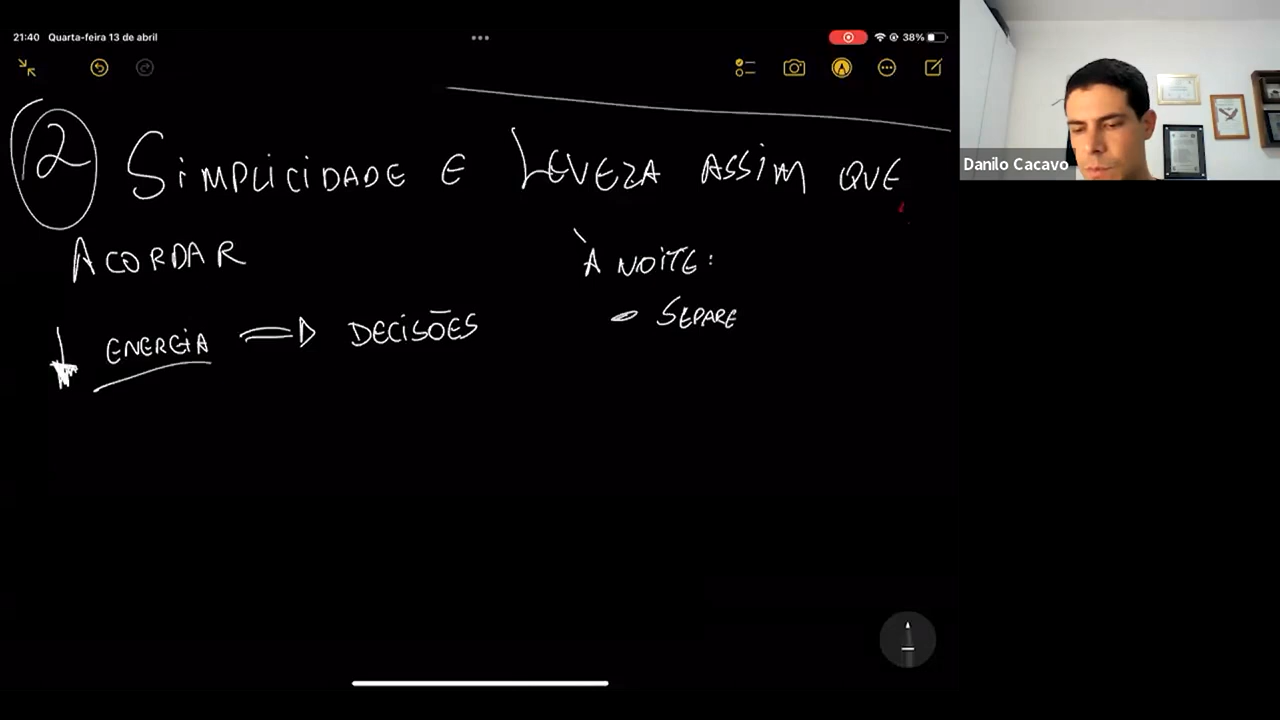 21:40 Quarta-feira 13 de abril
38%
Danilo Cacavo
2 SiMPLICIDADE E LEVEZA ASSiM QUE
ACORDAR
À NOiTE:
SEPARE
ENERGiA ⇒ DECiSÕES